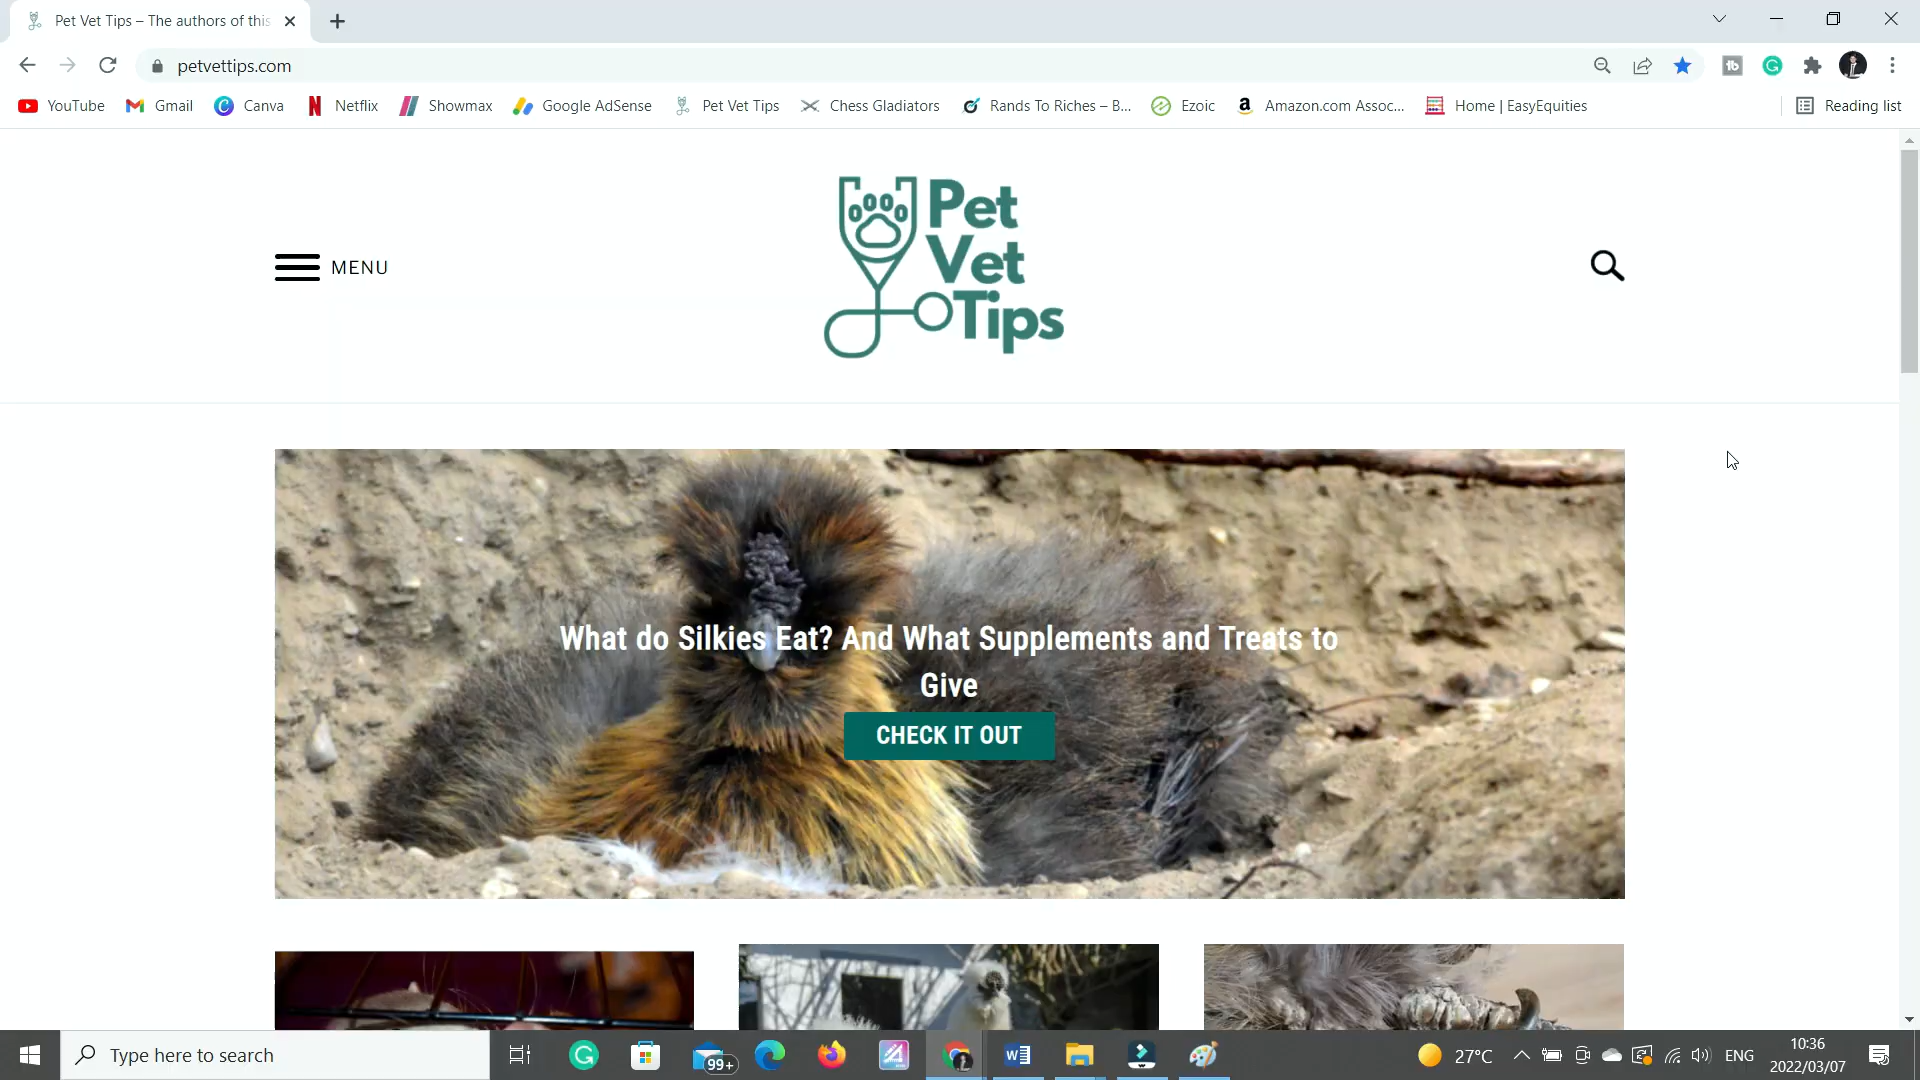 Pet Vet Tips – The authors of this
petvettips.com
YouTube Gmail Canva Netflix Showmax Google AdSense Pet Vet Tips Chess Gladiators Rands To Riches – B... Ezoic Amazon.com Assoc... Home | EasyEquities Reading list
MENU
Pet
Vet
Tips
What do Silkies Eat? And What Supplements and Treats to
Give
CHECK IT OUT
Type here to search
99+
27°C
ENG
10:36
2022/03/07